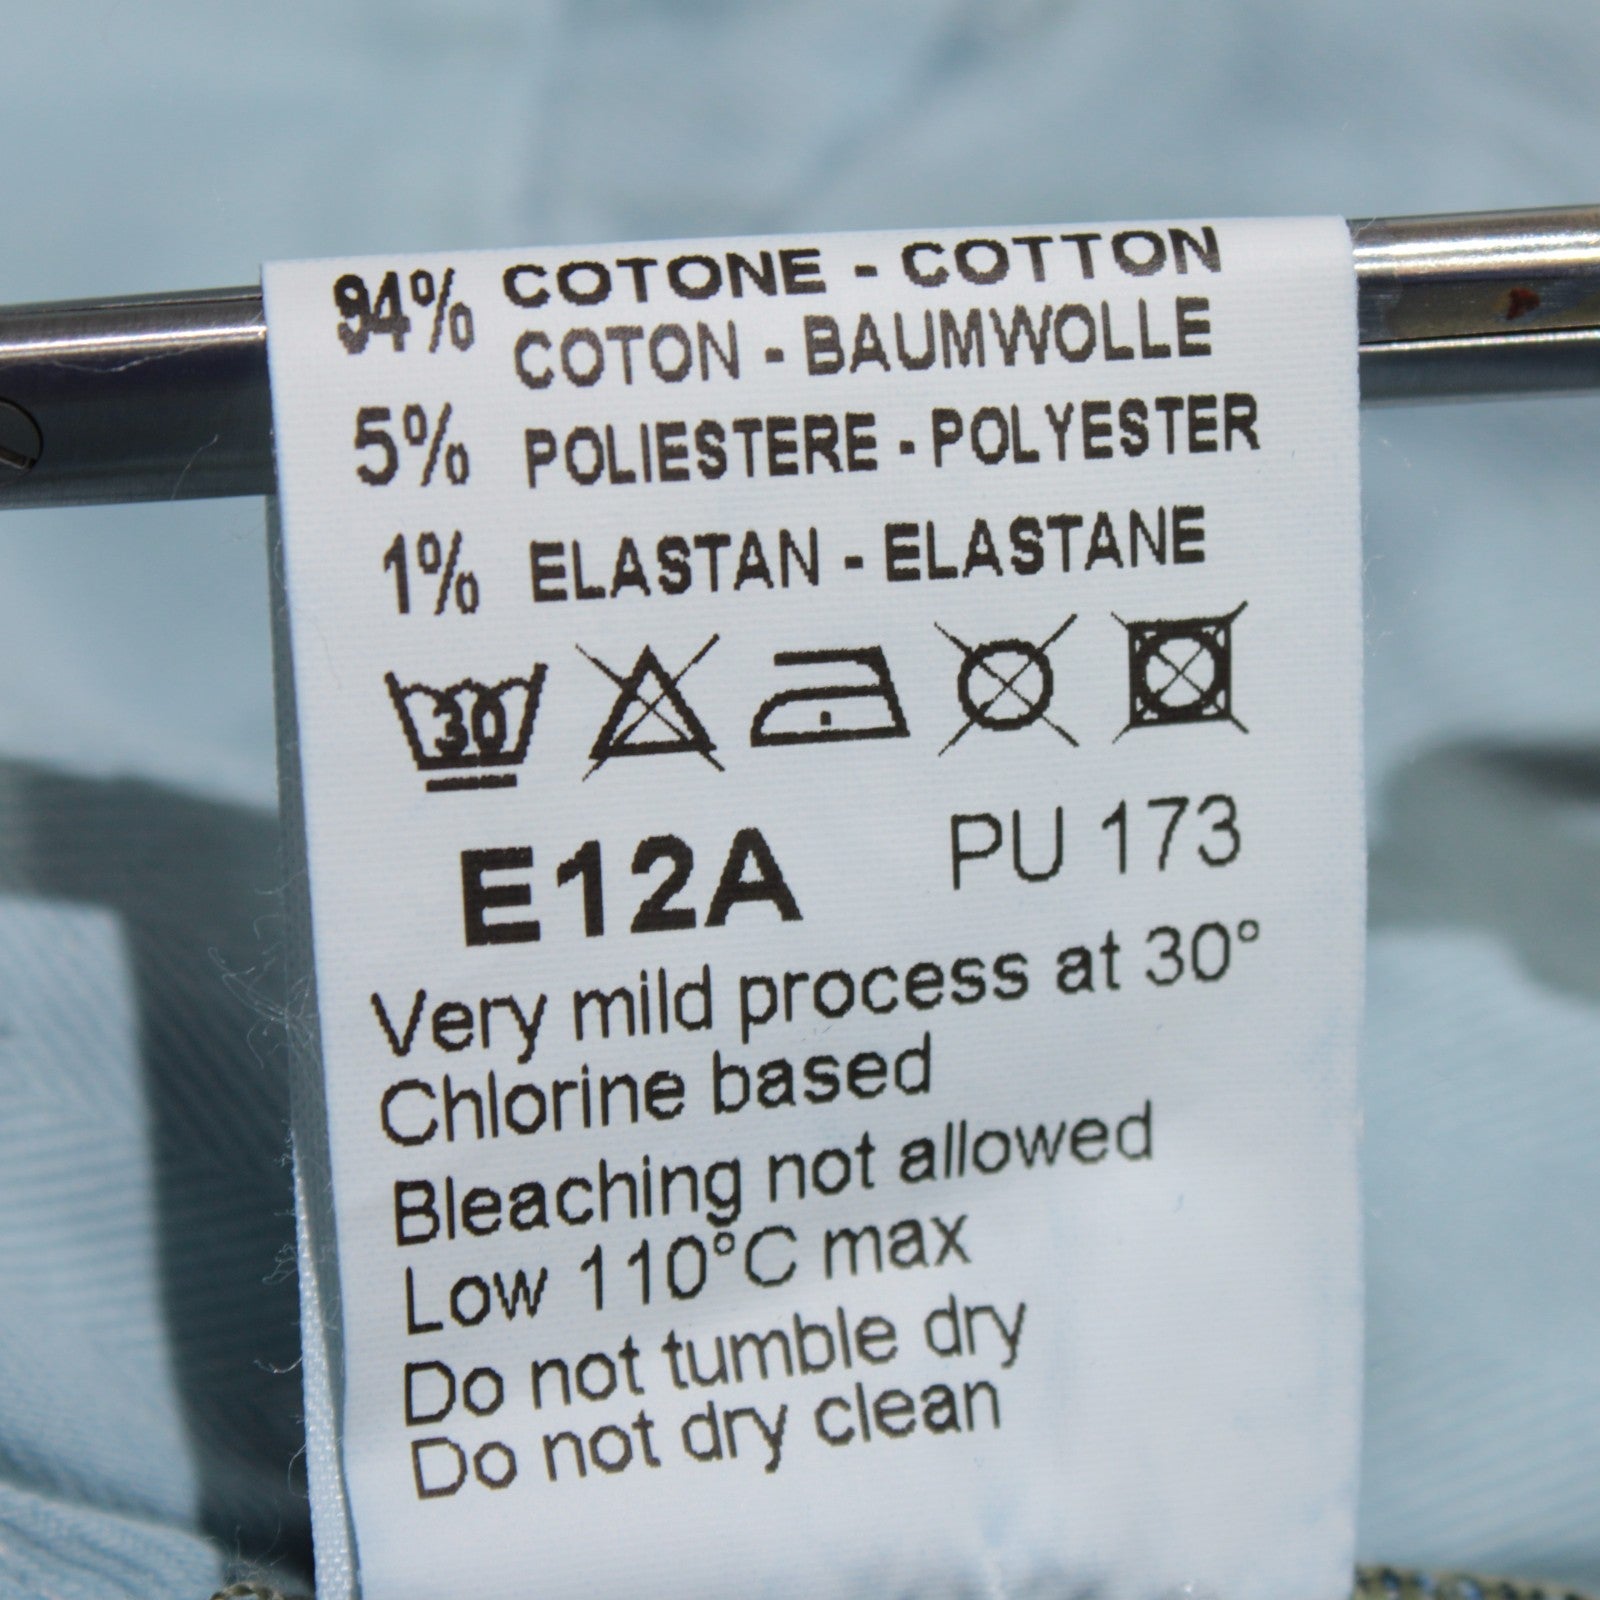 94% COTONE - COTTON
COTON - BAUMWOLLE
5% POLIESTERE - POLYESTER
1% ELASTAN - ELASTANE
30
E12A PU 173
Very mild process at 30°
Chlorine based
Bleaching not allowed
Low 110°C max
Do not tumble dry
Do not dry clean